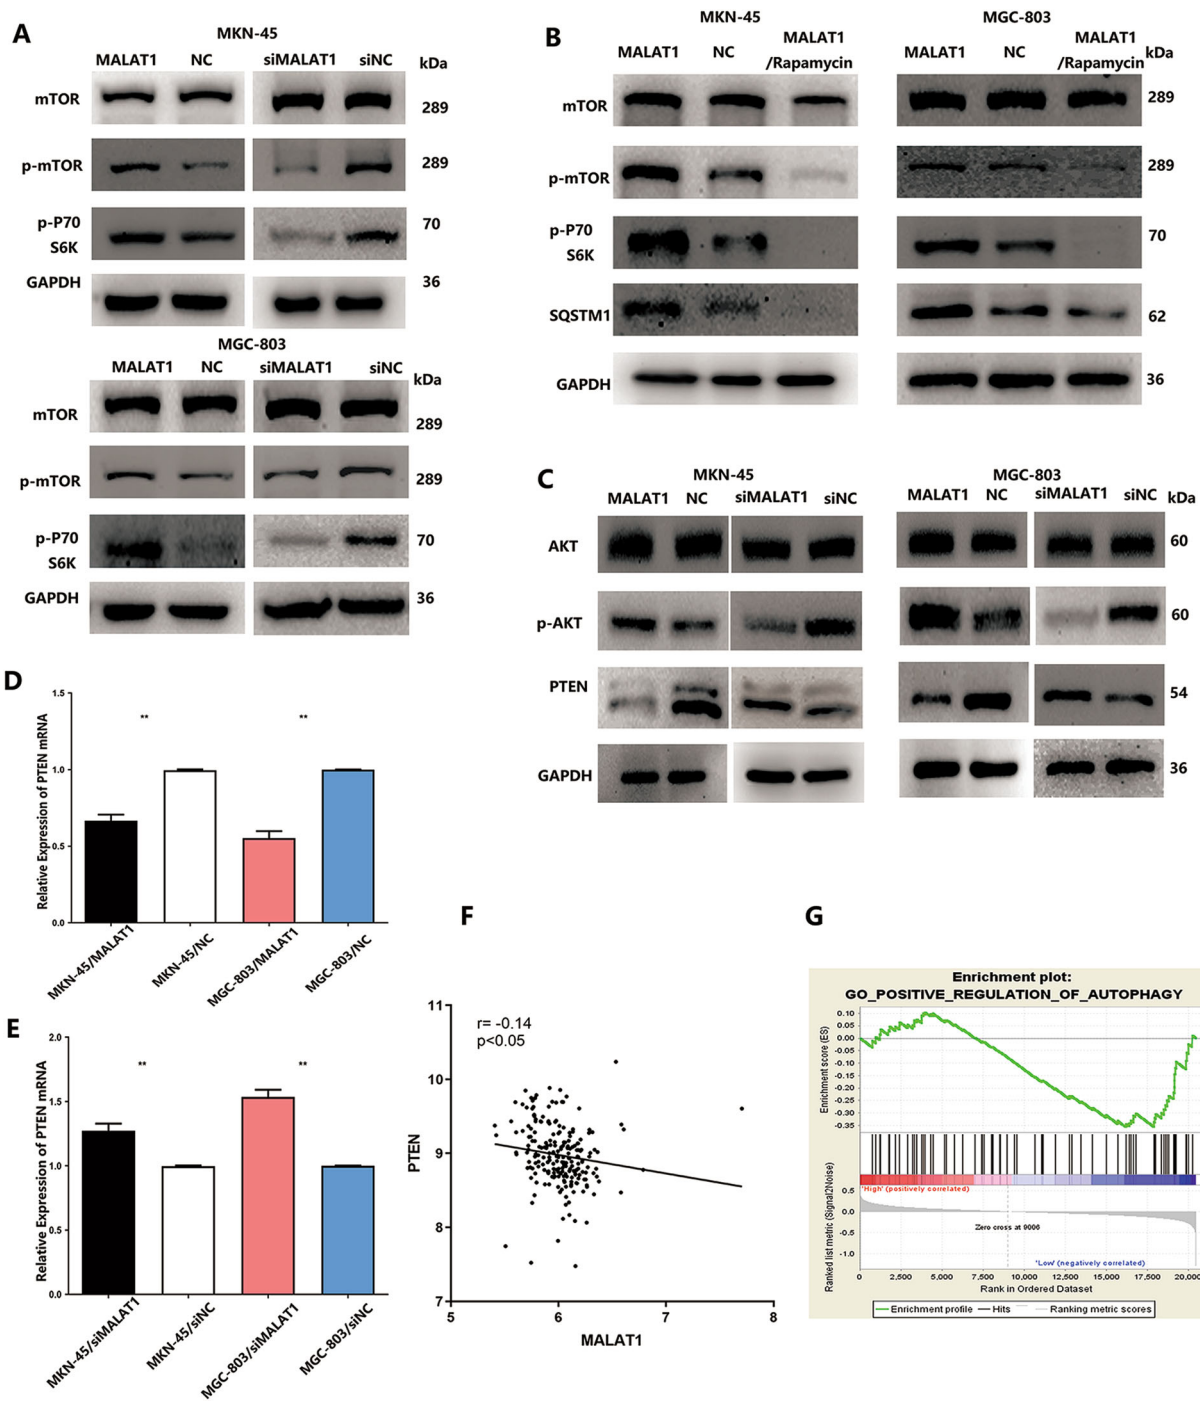 A
MKN-45
MALAT1 NC siMALAT1 siNC kDa
mTOR 289
p-mTOR 289
p-P70 70
S6K
GAPDH 36
MGC-803
MALAT1 NC siMALAT1 siNC
kDa
mTOR 289
p-mTOR 289
p-P70 70
S6K
GAPDH 36
B
MKN-45 MGC-803
MALAT1 NC MALAT1 /Rapamycin MALAT1 NC MALAT1 /Rapamycin kDa
mTOR 289
p-mTOR 289
p-P70 70
S6K
SQSTM1 62
GAPDH 36
C
MKN-45 MGC-803
MALAT1 NC siMALAT1 siNC MALAT1 NC siMALAT1 siNC kDa
AKT 60
p-AKT 60
PTEN 54
GAPDH 36
D
Relative Expression of PTEN mRNA
1.5
1.0
0.5
0.0
** **
MKN-45/MALAT1
MKN-45/NC
MGC-803/MALAT1
MGC-803/NC
E
Relative Expression of PTEN mRNA
2.0
1.5
1.0
0.5
0.0
** **
MKN-45/siMALAT1
MKN-45/siNC
MGC-803/siMALAT1
MGC-803/siNC
F
r= -0.14
p<0.05
PTEN
11
10
9
8
7
5 6 7 8
MALAT1
G
Enrichment plot:
GO_POSITIVE_REGULATION_OF_AUTOPHAGY
Enrichment score (ES)
0.10
0.05
0.00
-0.05
-0.10
-0.15
-0.20
-0.25
-0.30
-0.35
Ranked list metric (Signal2Noise)
0.5
0.0
-0.5
-1.0
'High' (positively correlated)
Zero cross at 9006
'Low' (negatively correlated)
0 2,500 5,000 7,500 10,000 12,500 15,000 17,500 20,000
Rank in Ordered Dataset
Enrichment profile Hits Ranking metric scores